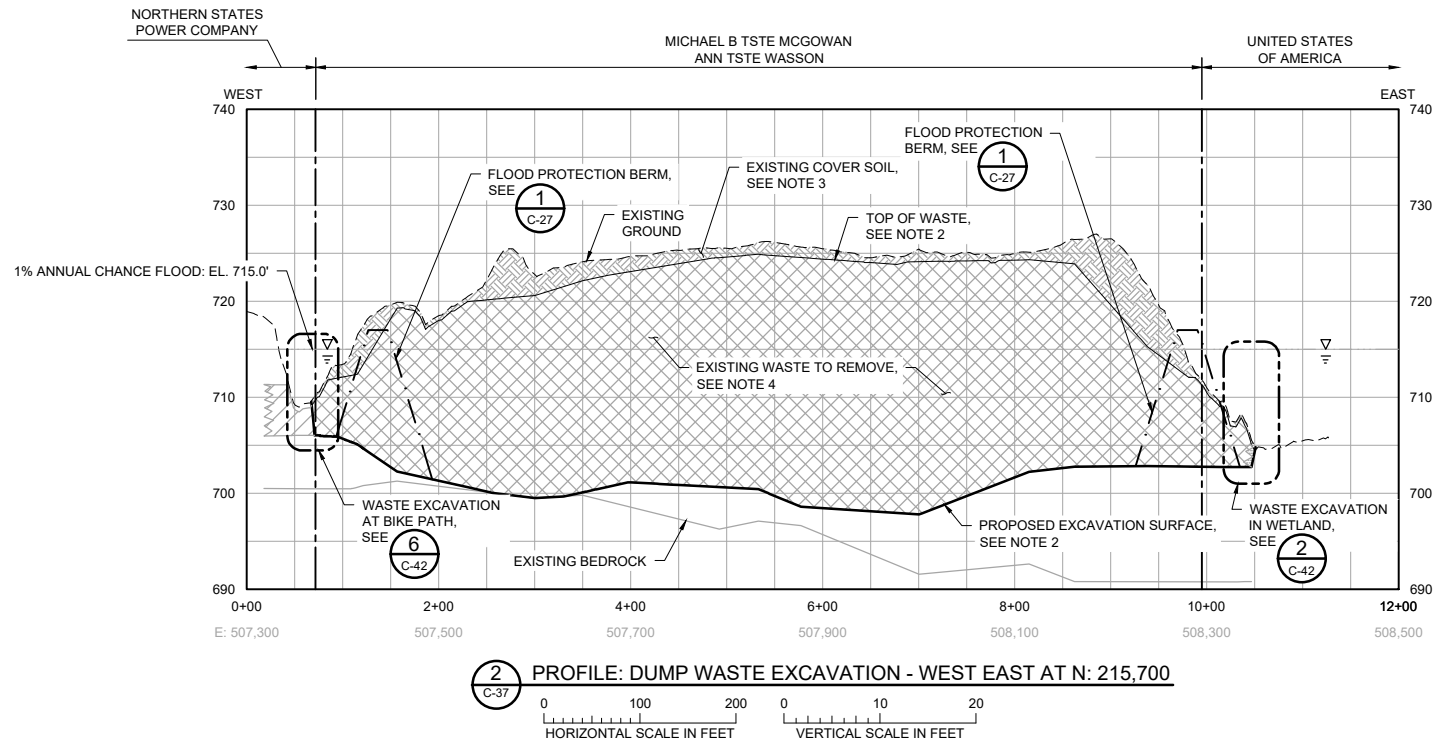 NORTHERN STATES
POWER COMPANY
MICHAEL B TSTE MCGOWAN
ANN TSTE WASSON
UNITED STATES
OF AMERICA
WEST
EAST
740
740
730
730
720
720
710
710
700
700
690
690
FLOOD PROTECTION BERM,
SEE
1
C-27
EXISTING COVER SOIL,
SEE NOTE 3
FLOOD PROTECTION
BERM, SEE
1
C-27
EXISTING
GROUND
TOP OF WASTE,
SEE NOTE 2
1% ANNUAL CHANCE FLOOD: EL. 715.0'
EXISTING WASTE TO REMOVE,
SEE NOTE 4
WASTE EXCAVATION
AT BIKE PATH,
SEE
6
C-42
EXISTING BEDROCK
PROPOSED EXCAVATION SURFACE,
SEE NOTE 2
WASTE EXCAVATION
IN WETLAND,
SEE
2
C-42
0+00 2+00 4+00 6+00 8+00 10+00 12+00
E: 507,300 507,500 507,700 507,900 508,100 508,300 508,500
2
C-37
PROFILE: DUMP WASTE EXCAVATION - WEST EAST AT N: 215,700
0 100 200
HORIZONTAL SCALE IN FEET
0 10 20
VERTICAL SCALE IN FEET